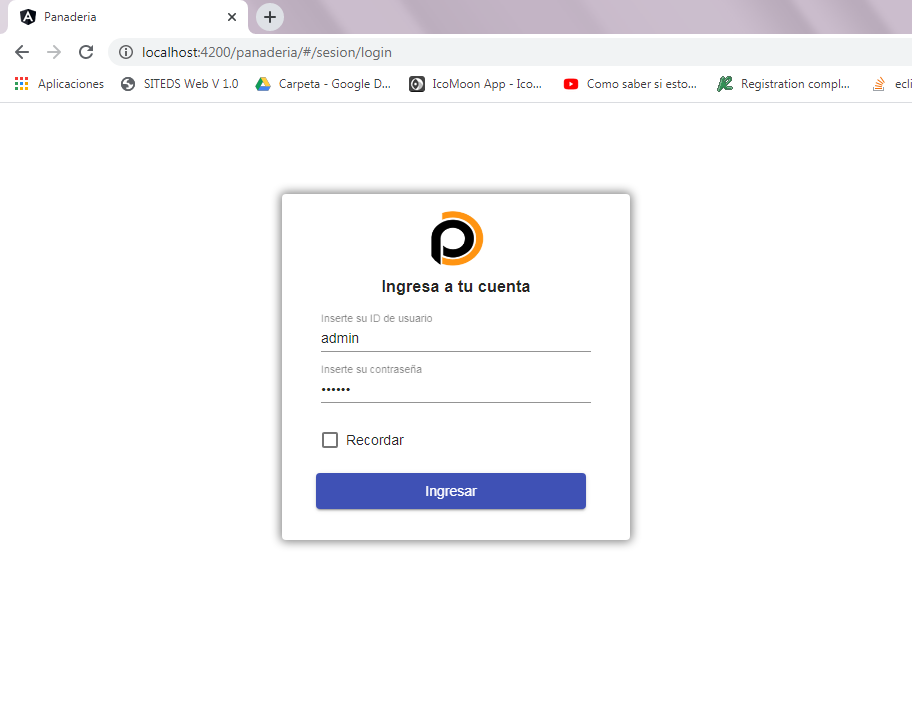 Panaderia
localhost:4200/panaderia/#/sesion/login
Aplicaciones SITEDS Web V 1.0 Carpeta - Google D... IcoMoon App - Ico... Como saber si esto... Registration compl... ecli
Ingresa a tu cuenta
Inserte su ID de usuario
admin
Inserte su contraseña
••••••
Recordar
Ingresar